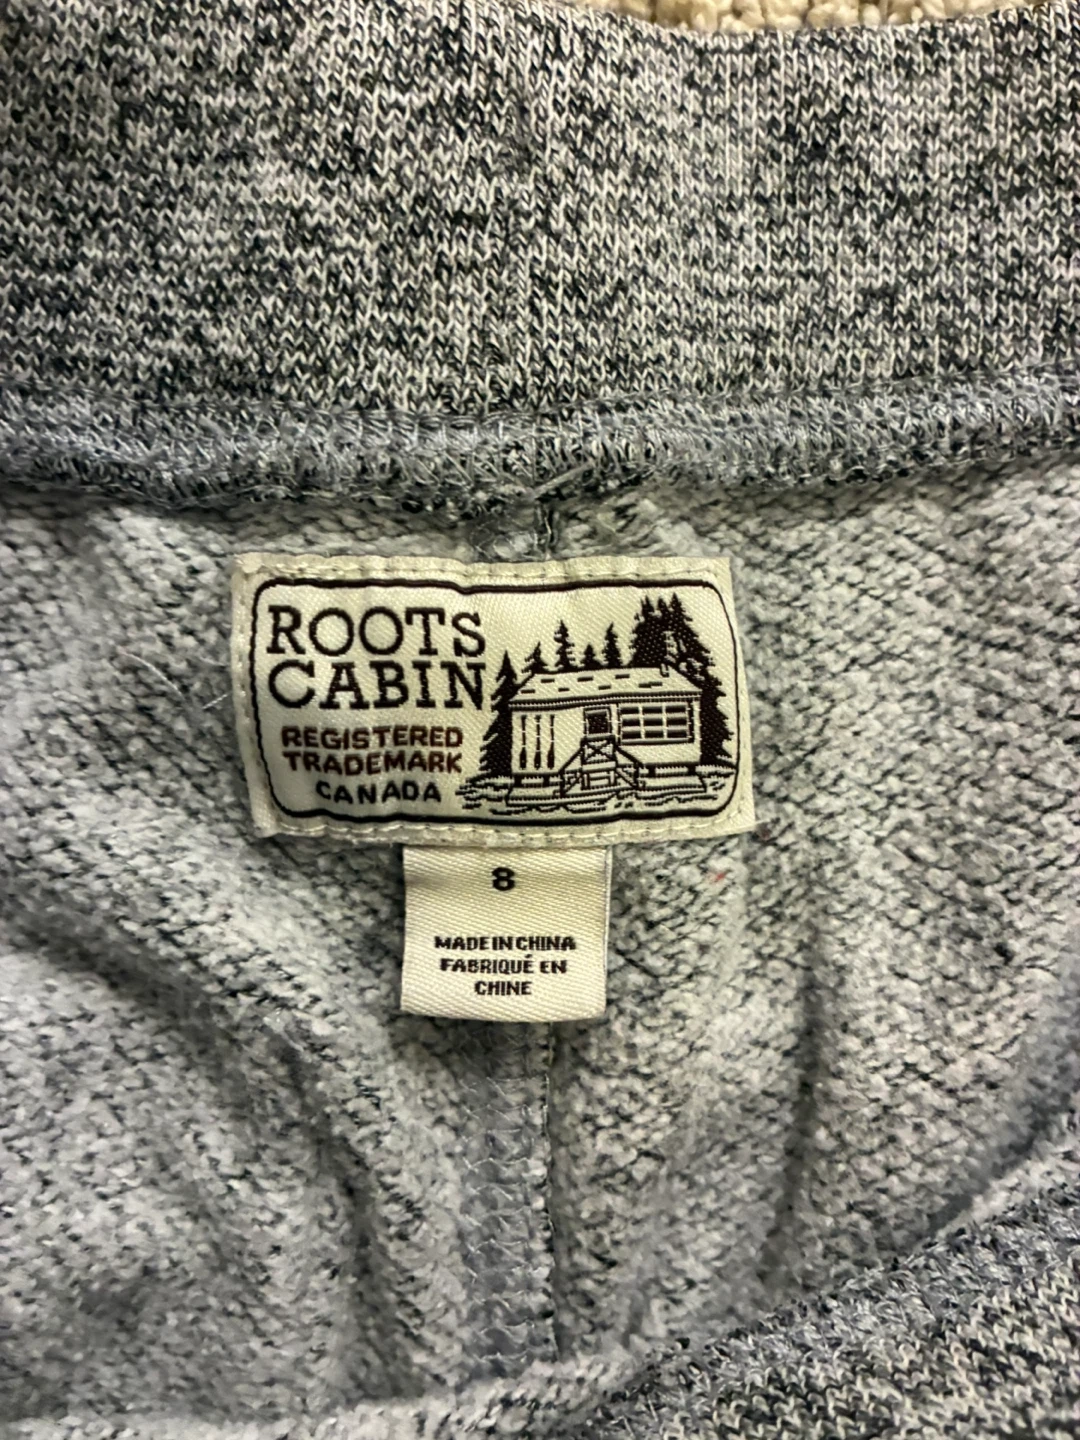 ROOTS
CABIN
REGISTERED
TRADEMARK
CANADA
8
MADE IN CHINA
FABRIQUÉ EN
CHINE